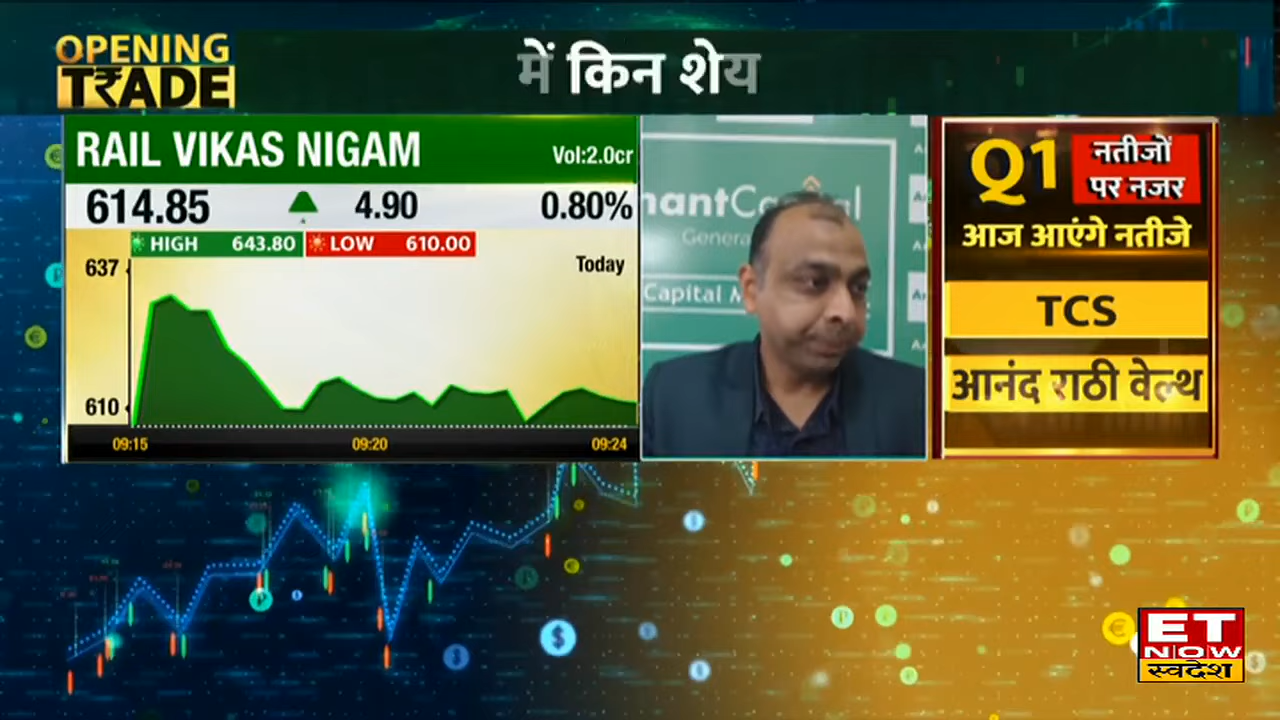 OPENING
TRADE
में किन शेय
RAIL VIKAS NIGAM
Vol:2.0cr
614.85 4.90 0.80%
HIGH 643.80 LOW 610.00
Today
637
610
09:15 09:20 09:24
Capital
Q1 नतीजों
पर नजर
आज आएंगे नतीजे
TCS
आनंद राठी वेल्थ
ET
NOW
स्वदेश